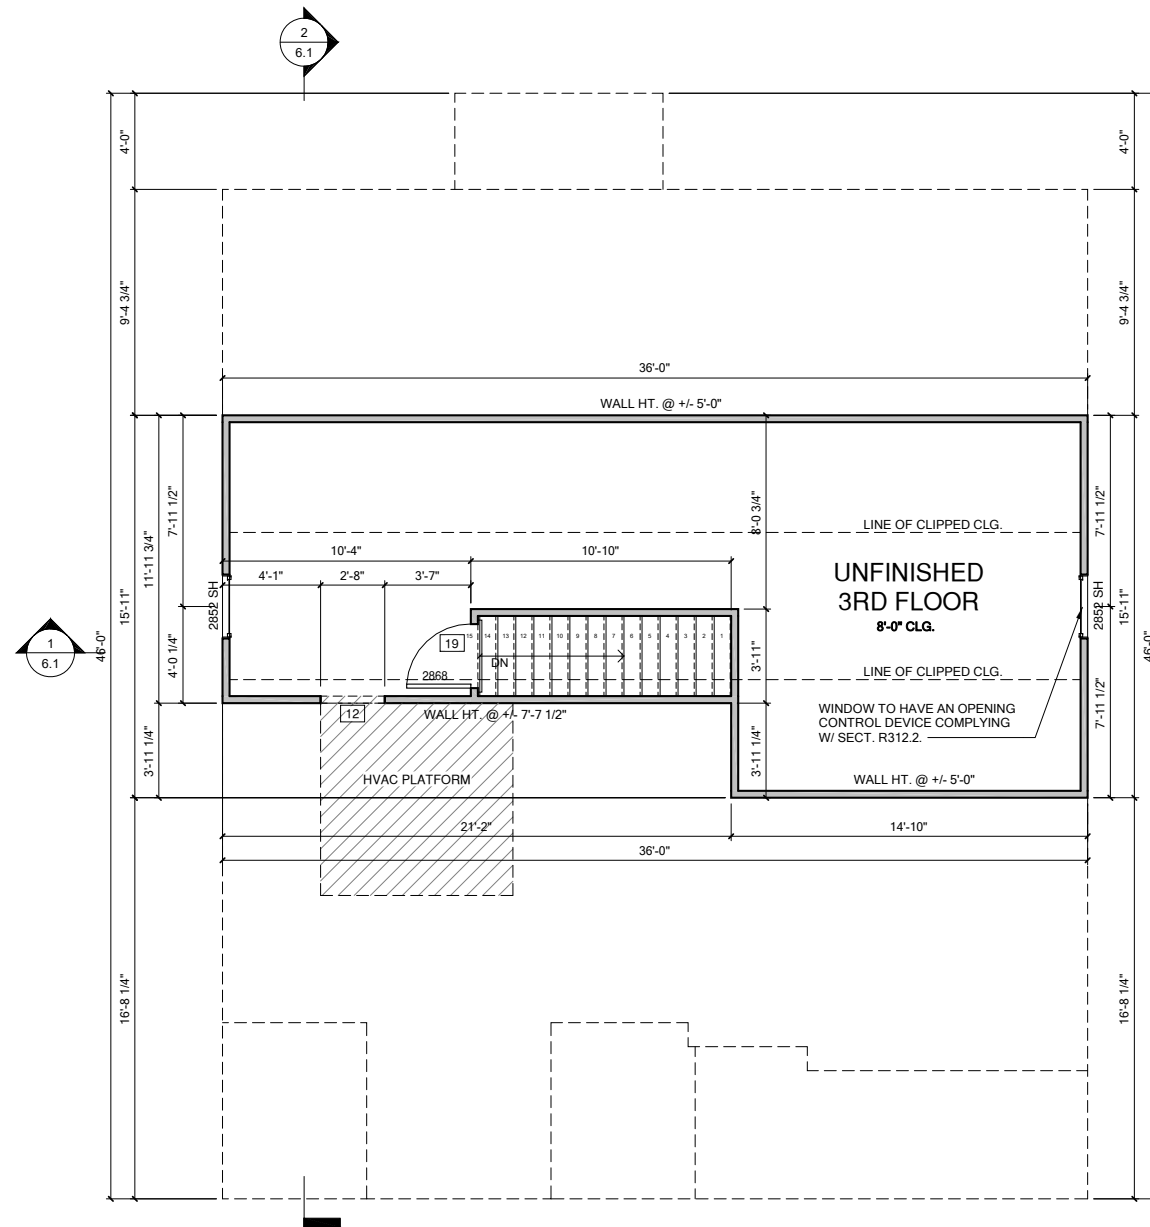 2
6.1
4'-0"
4'-0"
9'-4 3/4"
9'-4 3/4"
36'-0"
WALL HT. @ +/- 5'-0"
7'-11 1/2"
11'-11 3/4"
15'-11"
46'-0"
8'-0 3/4"
7'-11 1/2"
LINE OF CLIPPED CLG.
10'-4"
10'-10"
4'-1"
2'-8"
3'-7"
UNFINISHED
3RD FLOOR
8'-0" CLG.
2852 SH
2852 SH
15'-11"
46'-0"
1
6.1
4'-0 1/4"
19
15 14 13 12 11 10 9 8 7 6 5 4 3 2 1
DN
2868
3'-11"
LINE OF CLIPPED CLG.
12
WALL HT. @ +/- 7'-7 1/2"
WINDOW TO HAVE AN OPENING
CONTROL DEVICE COMPLYING
W/ SECT. R312.2.
7'-11 1/2"
3'-11 1/4"
3'-11 1/4"
HVAC PLATFORM
WALL HT. @ +/- 5'-0"
21'-2"
14'-10"
36'-0"
16'-8 1/4"
16'-8 1/4"